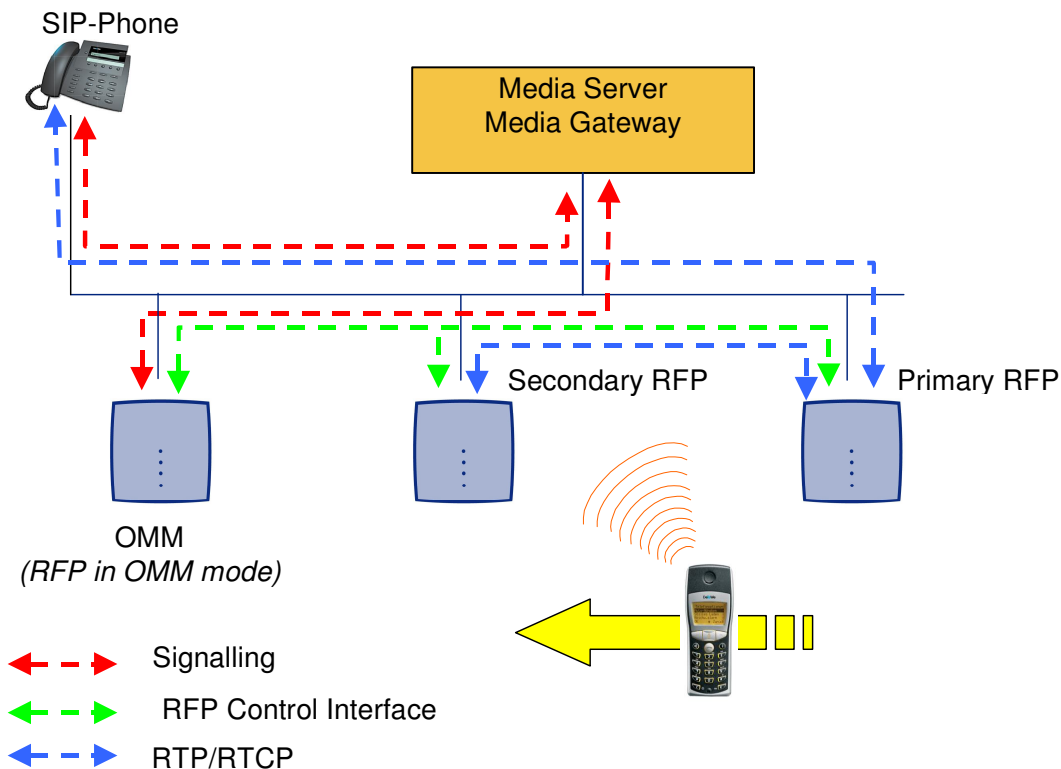 SIP-Phone
Media Server
Media Gateway
Secondary RFP
Primary RFP
OMM
(RFP in OMM mode)
Signalling
RFP Control Interface
RTP/RTCP